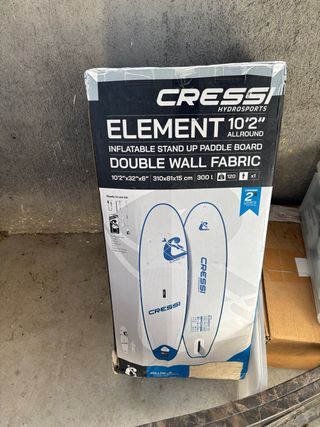 CRESSI
HYDROSPORTS
ELEMENT 10'2"
ALLROUND
INFLATABLE STAND UP PADDLE BOARD
DOUBLE WALL FABRIC
10'2"x32"x6" 310x81x15 cm 300 l 120 x1
2
CRESSI
CRESSI